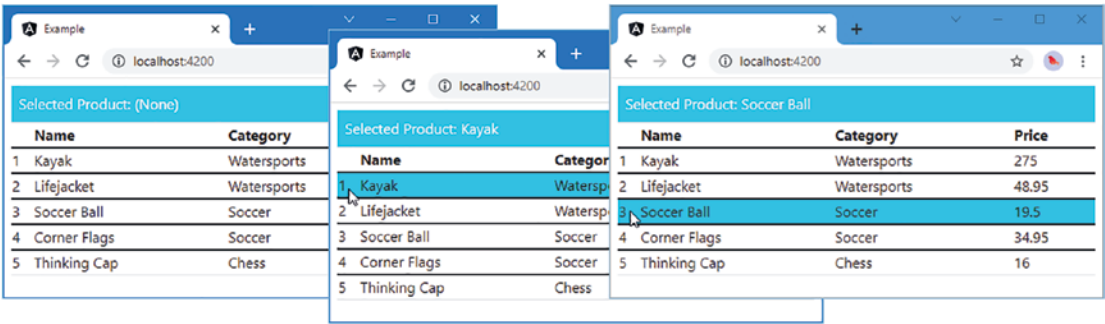 Example
localhost:4200
Selected Product: (None)
Name Category
1 Kayak Watersports
2 Lifejacket Watersports
3 Soccer Ball Soccer
4 Corner Flags Soccer
5 Thinking Cap Chess
Example
localhost:4200
Selected Product: Kayak
Name Categor
1 Kayak Watersp
2 Lifejacket Watersp
3 Soccer Ball Soccer
4 Corner Flags Soccer
5 Thinking Cap Chess
Example
localhost:4200
Selected Product: Soccer Ball
Name Category Price
1 Kayak Watersports 275
2 Lifejacket Watersports 48.95
3 Soccer Ball Soccer 19.5
4 Corner Flags Soccer 34.95
5 Thinking Cap Chess 16